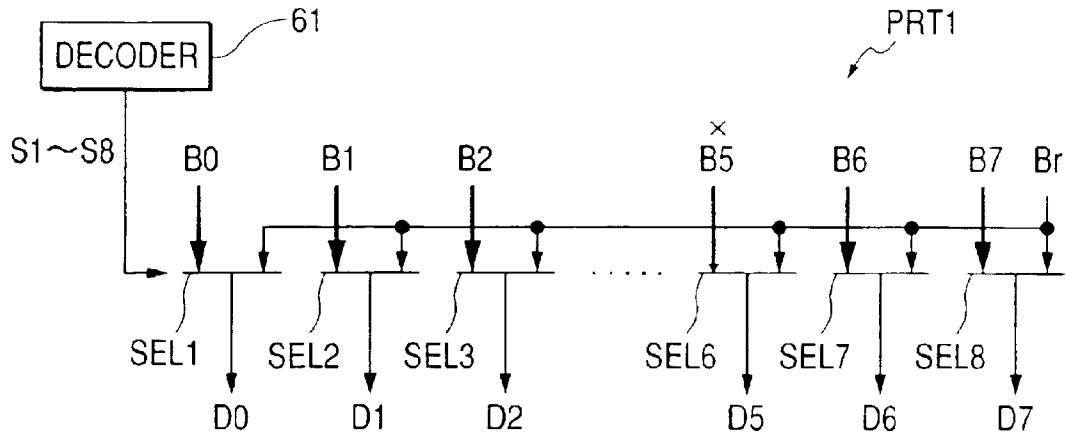 61
PRT1
DECODER
S1~S8
×
B0 B1 B2 B5 B6 B7 Br
.....
SEL1 SEL2 SEL3 SEL6 SEL7 SEL8
D0 D1 D2 D5 D6 D7